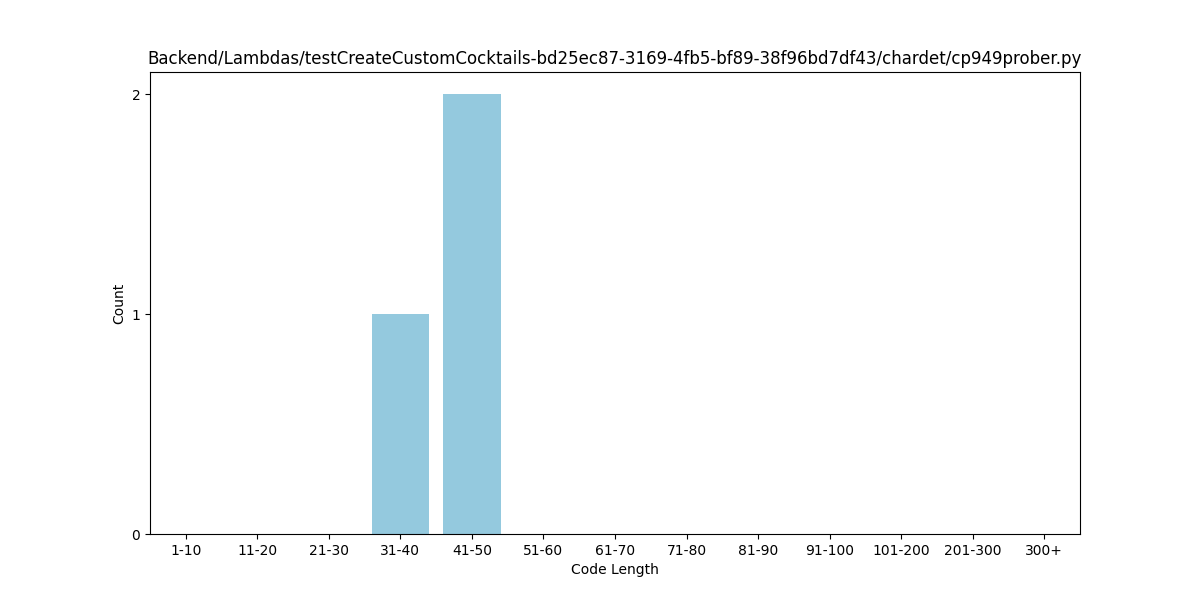 Backend/Lambdas/testCreateCustomCocktails-bd25ec87-3169-4fb5-bf89-38f96bd7df43/chardet/cp949prober.py
2
1
0
Count
1-10 11-20 21-30 31-40 41-50 51-60 61-70 71-80 81-90 91-100 101-200 201-300 300+
Code Length